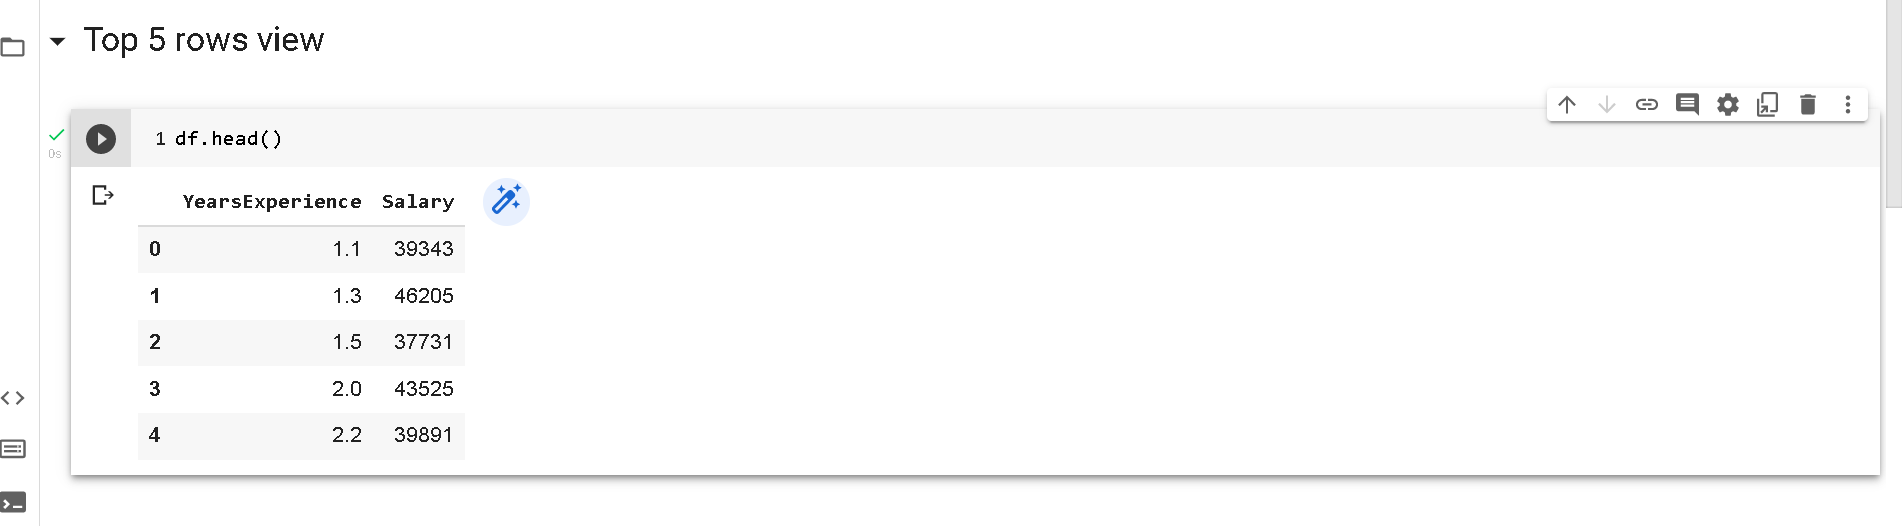 Top 5 rows view
0s
1 df.head()
YearsExperience Salary
0 1.1 39343
1 1.3 46205
2 1.5 37731
3 2.0 43525
4 2.2 39891